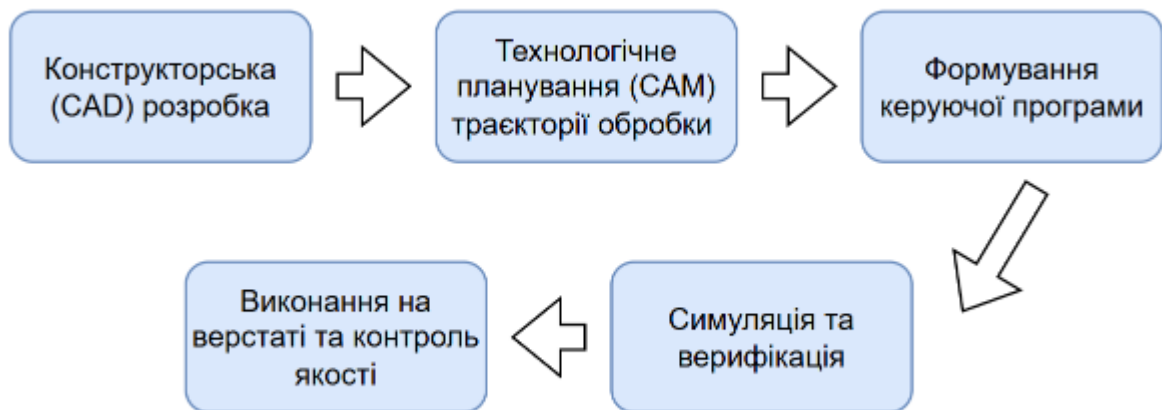 Конструкторська
(CAD) розробка
Технологічне
планування (CAM)
траєкторії обробки
Формування
керуючої програми
Симуляція та
верифікація
Виконання на
верстаті та контроль
якості